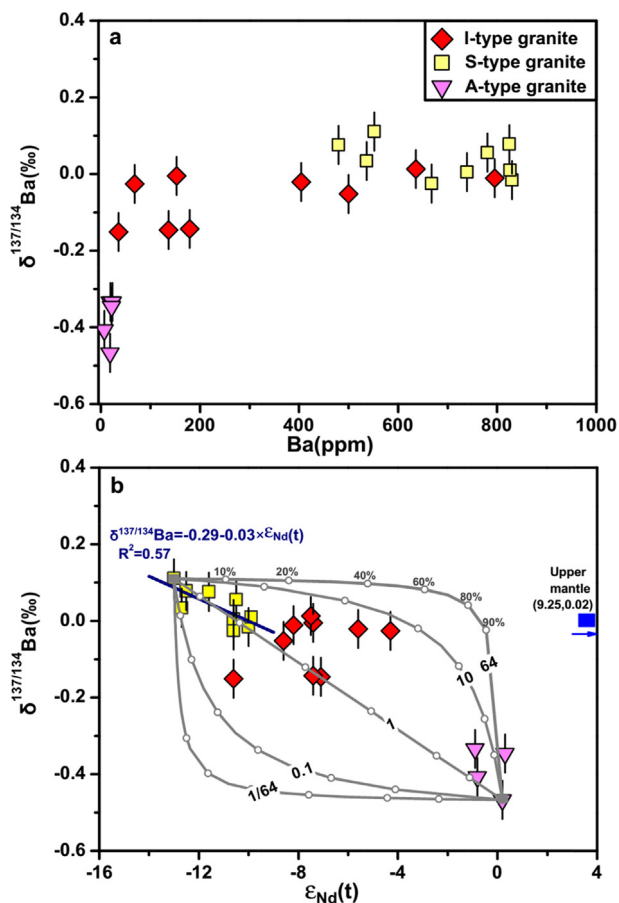 a
I-type granite
S-type granite
A-type granite
0.4
0.2
0.0
-0.2
-0.4
-0.6
δ137/134Ba(‰)
0 200 400 600 800 1000
Ba(ppm)
b
0.4
0.2
0.0
-0.2
-0.4
-0.6
δ137/134Ba(‰)
δ137/134Ba=-0.29-0.03×εNd(t)
R2=0.57
10% 20% 40% 60% 80% 90%
Upper
mantle
(9.25,0.02)
10 64
1
0.1
1/64
-16 -12 -8 -4 0 4
εNd(t)